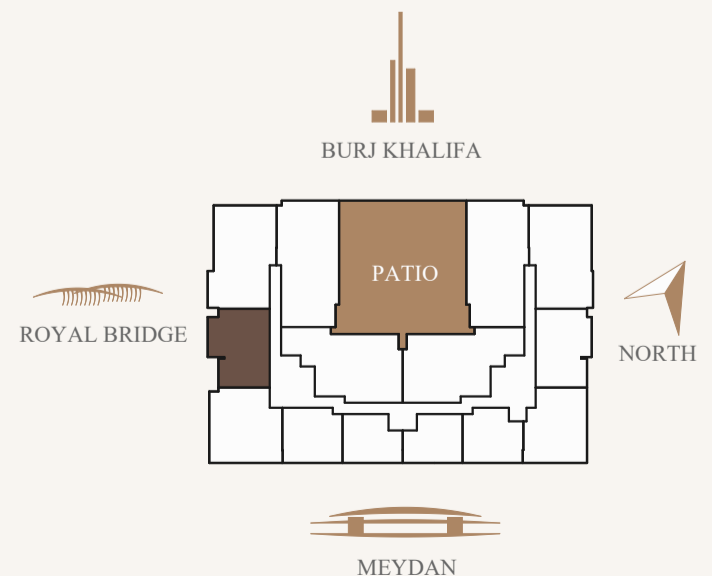 BURJ KHALIFA
PATIO
ROYAL BRIDGE
NORTH
MEYDAN